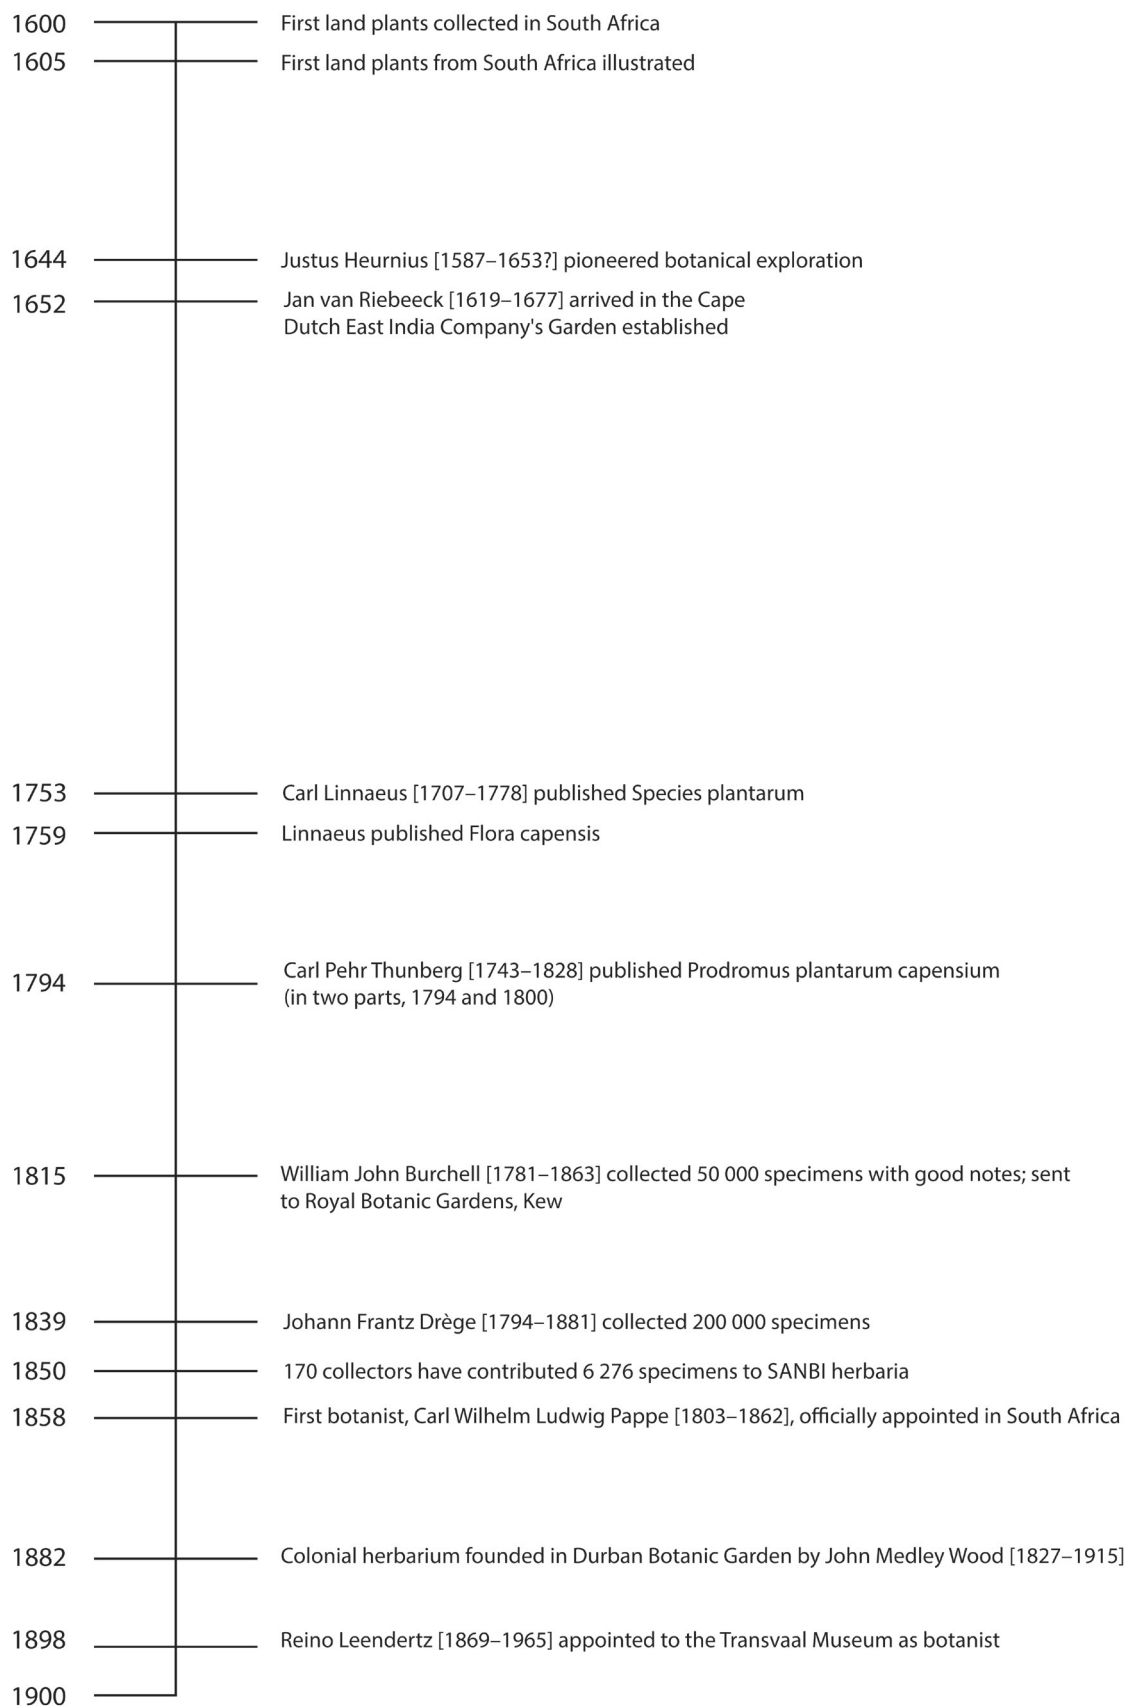 1600 First land plants collected in South Africa
1605 First land plants from South Africa illustrated
1644 Justus Heurnius [1587–1653?] pioneered botanical exploration
1652 Jan van Riebeeck [1619–1677] arrived in the Cape
Dutch East India Company's Garden established
1753 Carl Linnaeus [1707–1778] published Species plantarum
1759 Linnaeus published Flora capensis
1794 Carl Pehr Thunberg [1743–1828] published Prodromus plantarum capensium
(in two parts, 1794 and 1800)
1815 William John Burchell [1781–1863] collected 50 000 specimens with good notes; sent
to Royal Botanic Gardens, Kew
1839 Johann Frantz Drège [1794–1881] collected 200 000 specimens
1850 170 collectors have contributed 6 276 specimens to SANBI herbaria
1858 First botanist, Carl Wilhelm Ludwig Pappe [1803–1862], officially appointed in South Africa
1882 Colonial herbarium founded in Durban Botanic Garden by John Medley Wood [1827–1915]
1898 Reino Leendertz [1869–1965] appointed to the Transvaal Museum as botanist
1900